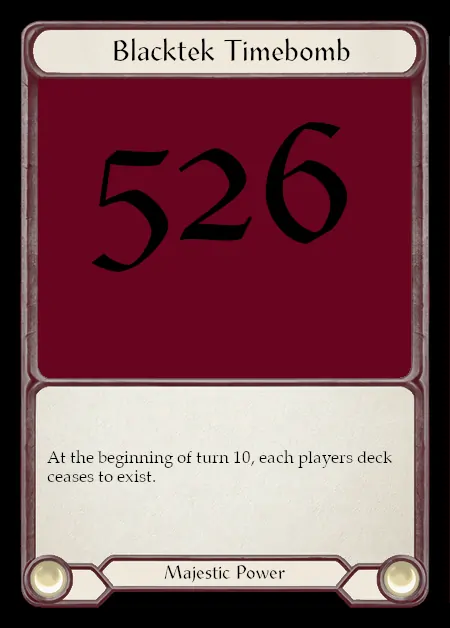 Blacktek Timebomb
526
At the beginning of turn 10, each players deck
ceases to exist.
Majestic Power